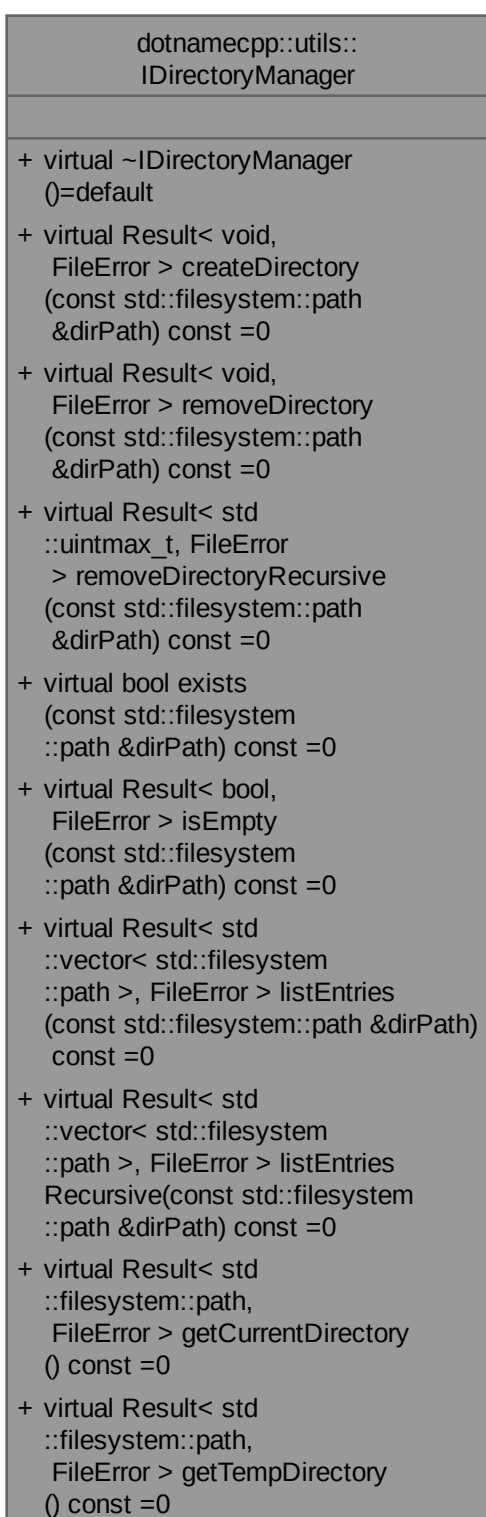 dotnamecpp::utils::
IDirectoryManager
+ virtual ~IDirectoryManager
()=default
+ virtual Result< void,
FileError > createDirectory
(const std::filesystem::path
&dirPath) const =0
+ virtual Result< void,
FileError > removeDirectory
(const std::filesystem::path
&dirPath) const =0
+ virtual Result< std
::uintmax_t, FileError
> removeDirectoryRecursive
(const std::filesystem::path
&dirPath) const =0
+ virtual bool exists
(const std::filesystem
::path &dirPath) const =0
+ virtual Result< bool,
FileError > isEmpty
(const std::filesystem
::path &dirPath) const =0
+ virtual Result< std
::vector< std::filesystem
::path >, FileError > listEntries
(const std::filesystem::path &dirPath)
const =0
+ virtual Result< std
::vector< std::filesystem
::path >, FileError > listEntries
Recursive(const std::filesystem
::path &dirPath) const =0
+ virtual Result< std
::filesystem::path,
FileError > getCurrentDirectory
() const =0
+ virtual Result< std
::filesystem::path,
FileError > getTempDirectory
() const =0